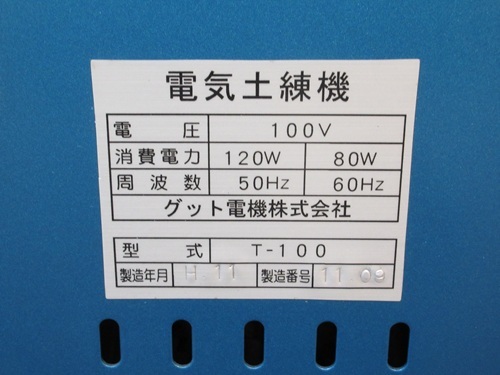 電気土練機
電圧 100V
消費電力 120W 80W
周波数 50Hz 60Hz
グット電機株式会社
型式 T-100
製造年月 H 11 製造番号 11 09